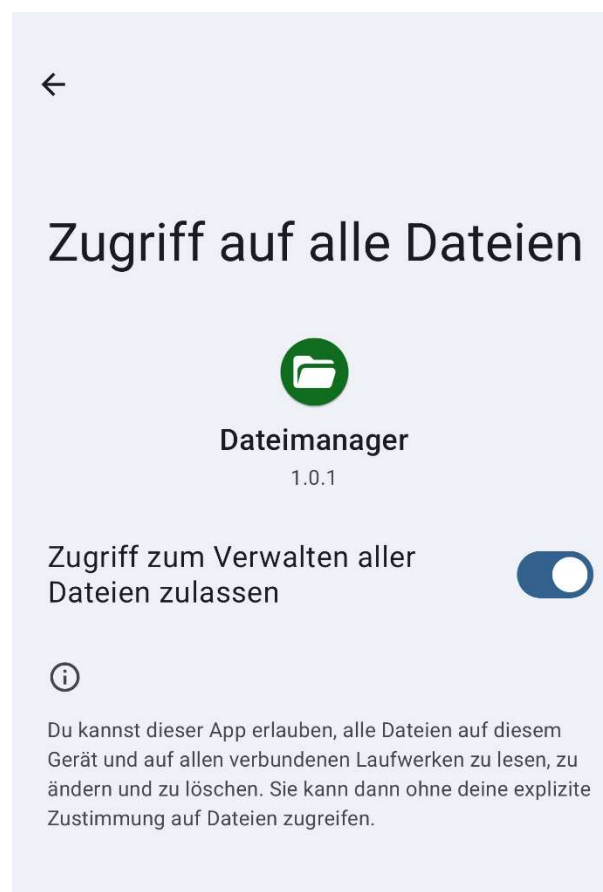 Zugriff auf alle Dateien
Dateimanager
1.0.1
Zugriff zum Verwalten aller
Dateien zulassen
Du kannst dieser App erlauben, alle Dateien auf diesem
Gerät und auf allen verbundenen Laufwerken zu lesen, zu
ändern und zu löschen. Sie kann dann ohne deine explizite
Zustimmung auf Dateien zugreifen.